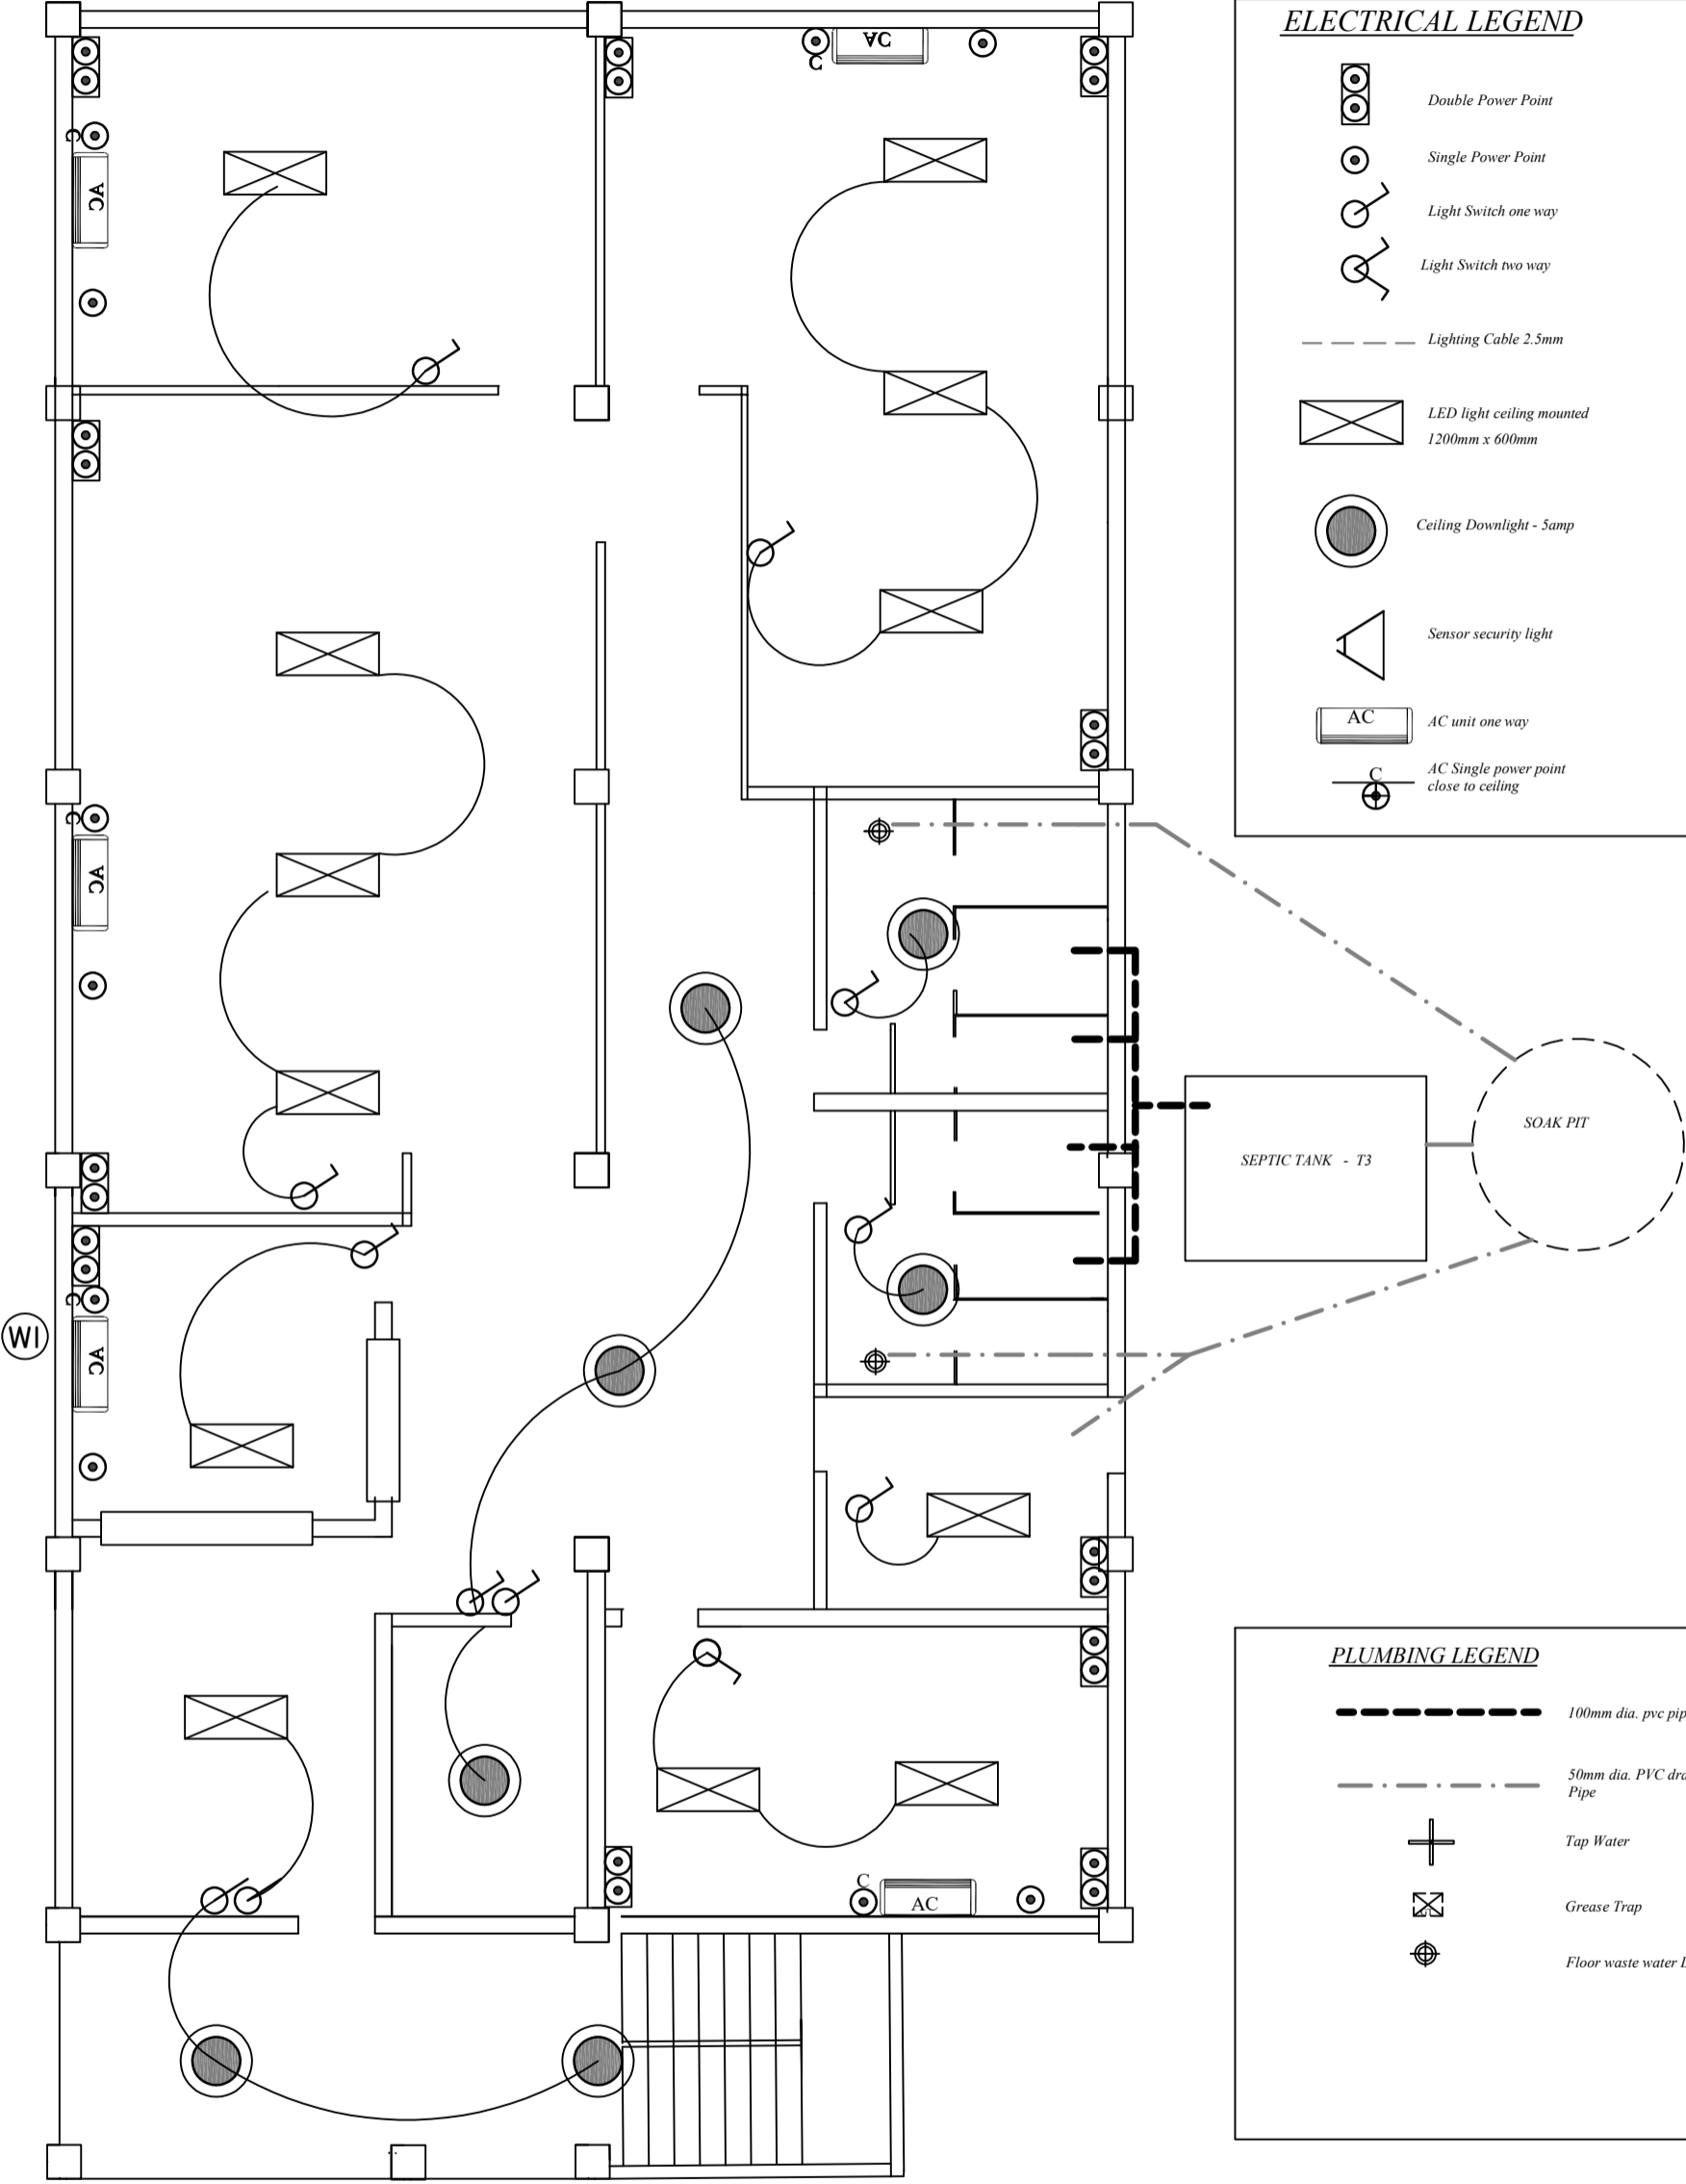 C
AC
ELECTRICAL LEGEND
Double Power Point
C
AC
Single Power Point
Light Switch one way
Light Switch two way
Lighting Cable 2.5mm
LED light ceiling mounted
1200mm x 600mm
Ceiling Downlight - 5amp
Sensor security light
AC
AC unit one way
C
AC Single power point
close to ceiling
C
AC
SOAK PIT
SEPTIC TANK - T3
C
WI
AC
PLUMBING LEGEND
100mm dia. pvc pip
50mm dia. PVC dra
Pipe
Tap Water
C
AC
Grease Trap
Floor waste water